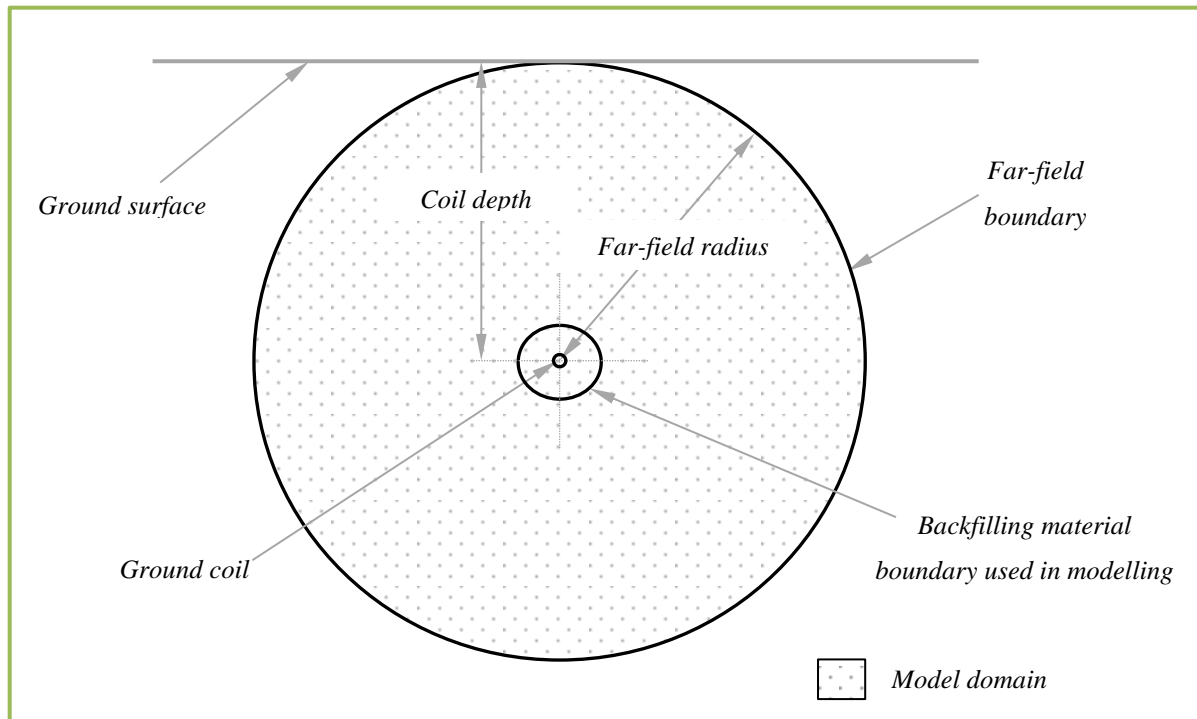 Ground surface
Coil depth
Far-field
boundary
Far-field radius
Ground coil
Backfilling material
boundary used in modelling
Model domain